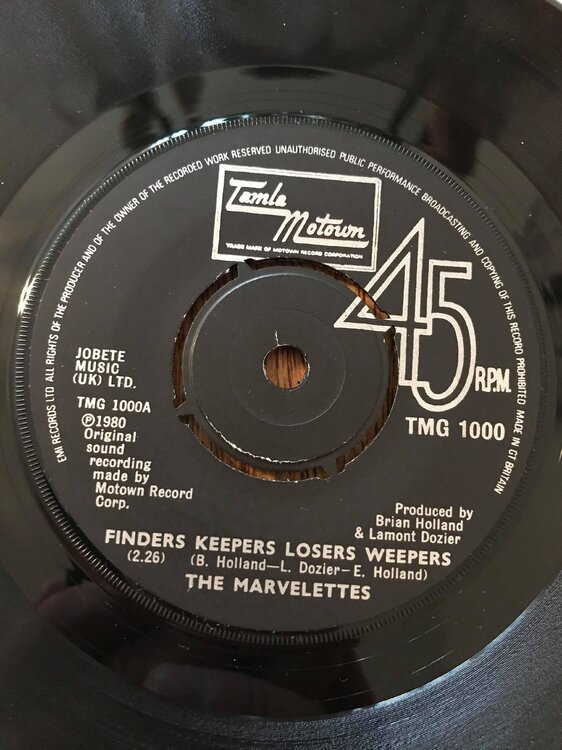 EMI RECORDS LTD ALL RIGHTS OF THE PRODUCER AND OF THE OWNER OF THE RECORDED WORK RESERVED UNAUTHORISED PUBLIC PERFORMANCE BROADCASTING AND COPYING OF THIS RECORD PROHIBITED MADE IN GT BRITAIN
Tamla
Motown
TRADE MARK OF MOTOWN RECORD CORPORATION
45 R.P.M.
TMG 1000
JOBETE
MUSIC
(UK) LTD.
TMG 1000A
℗1980
Original
sound
recording
made by
Motown Record
Corp.
Produced by
Brian Holland
& Lamont Dozier
FINDERS KEEPERS LOSERS WEEPERS
(2.26) (B. Holland—L. Dozier—E. Holland)
THE MARVELETTES